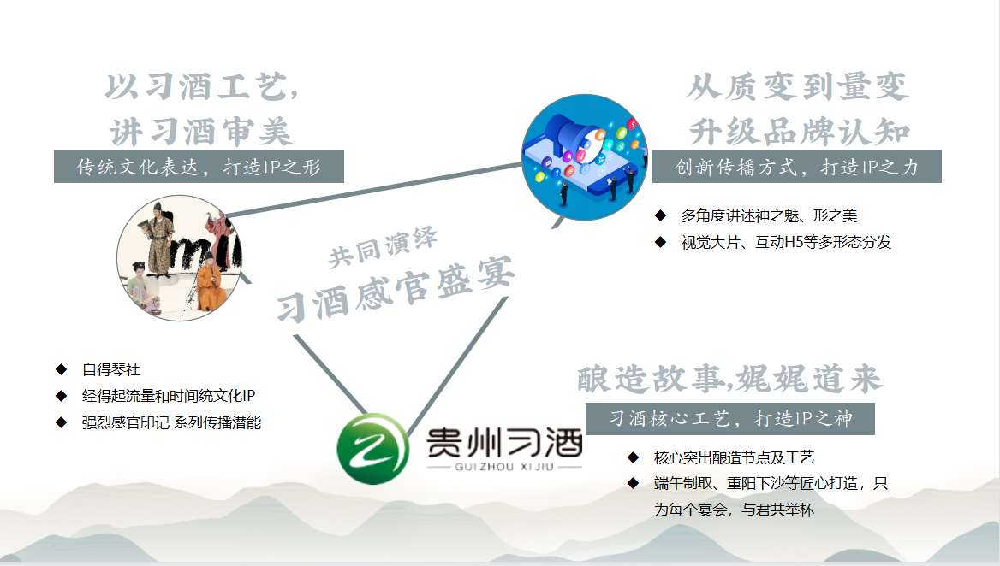 以习酒工艺,
讲习酒审美
传统文化表达，打造IP之形
从质变到量变
升级品牌认知
创新传播方式，打造IP之力
多角度讲述神之魅、形之美
视觉大片、互动H5等多形态分发
共同演绎
习酒感官盛宴
自得琴社
经得起流量和时间统文化IP
强烈感官印记 系列传播潜能
贵州习酒
GUIZHOU XIJIU
酿造故事,娓娓道来
习酒核心工艺，打造IP之神
核心突出酿造节点及工艺
端午制取、重阳下沙等匠心打造，只
为每个宴会，与君共举杯